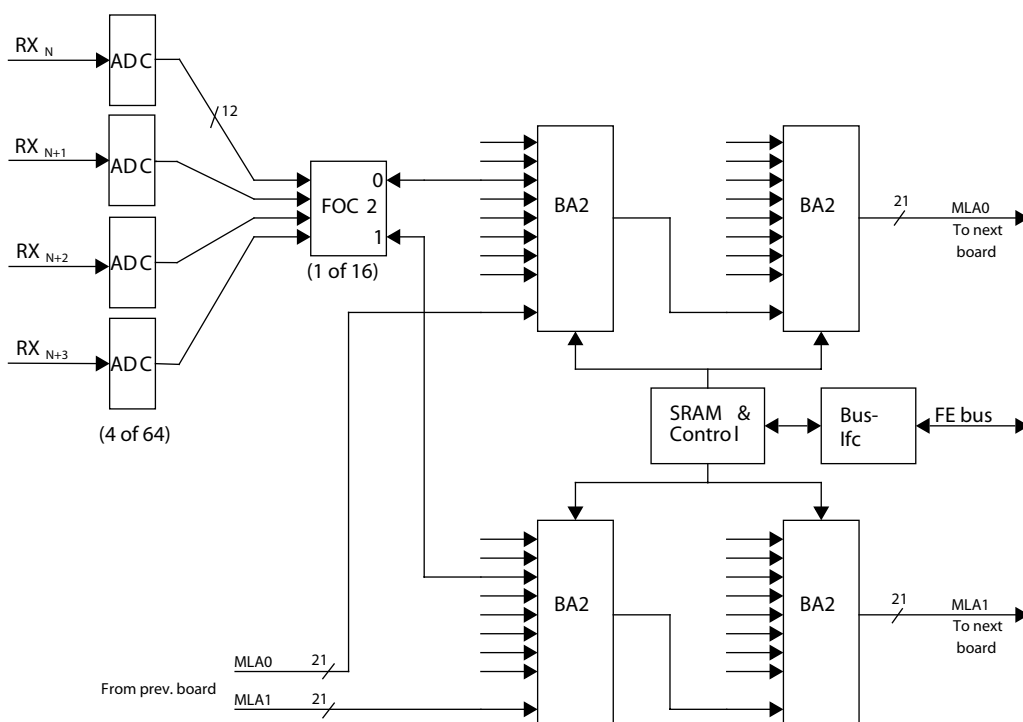 RX N
ADC
12
RX N+1
ADC
RX N+2
ADC
RX N+3
ADC
(4 of 64)
0
FOC 2
1
(1 of 16)
BA2
BA2
21
MLA0
To next
board
SRAM &
Control
Bus-
Ifc
FE bus
BA2
BA2
21
MLA1
To next
board
MLA0
21
From prev. board
MLA1
21